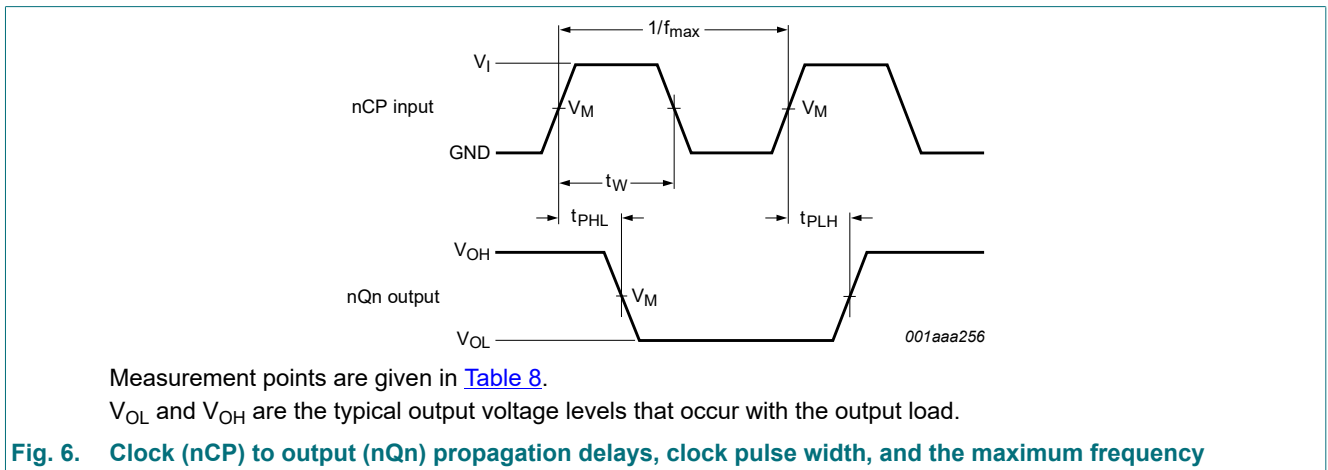 1/fmax
VI
nCP input
VM
VM
GND
tW
tPHL
tPLH
VOH
nQn output
VM
VOL
001aaa256
Measurement points are given in Table 8.
VOL and VOH are the typical output voltage levels that occur with the output load.
Fig. 6. Clock (nCP) to output (nQn) propagation delays, clock pulse width, and the maximum frequency